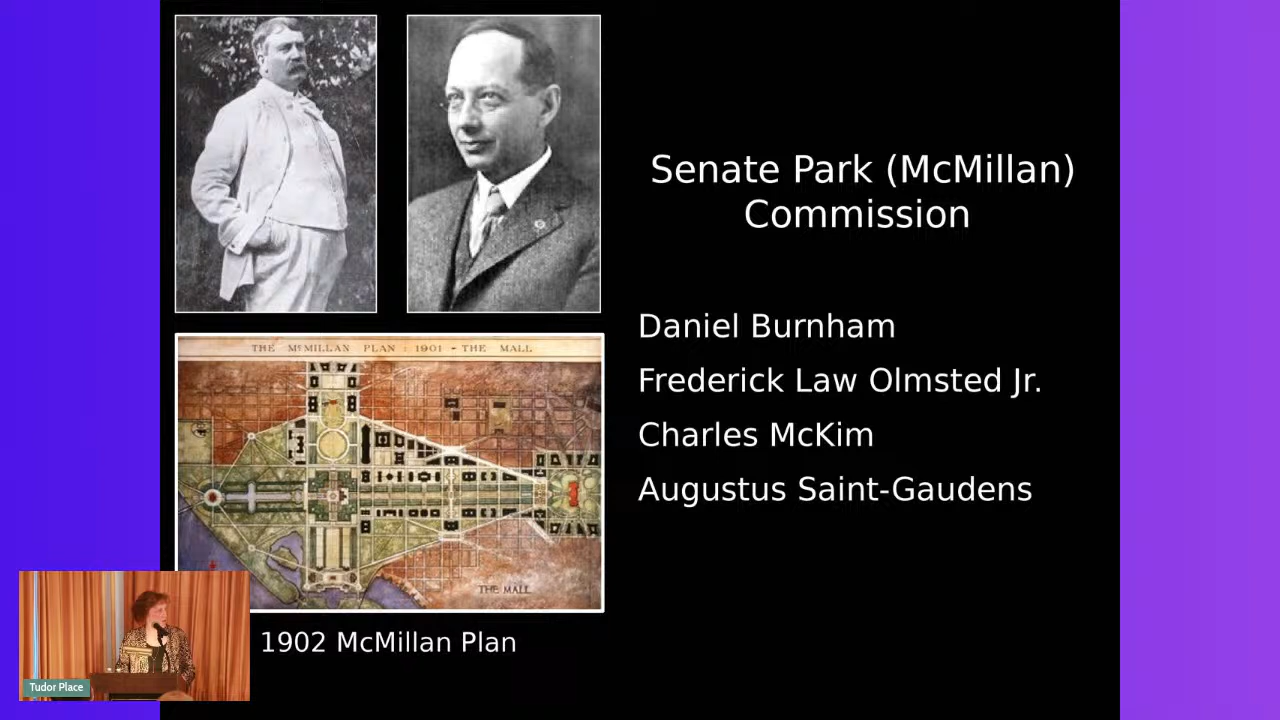 Senate Park (McMillan)
Commission
Daniel Burnham
Frederick Law Olmsted Jr.
Charles McKim
Augustus Saint-Gaudens
THE McMILLAN PLAN : 1901 - THE MALL
THE MALL
1902 McMillan Plan
Tudor Place